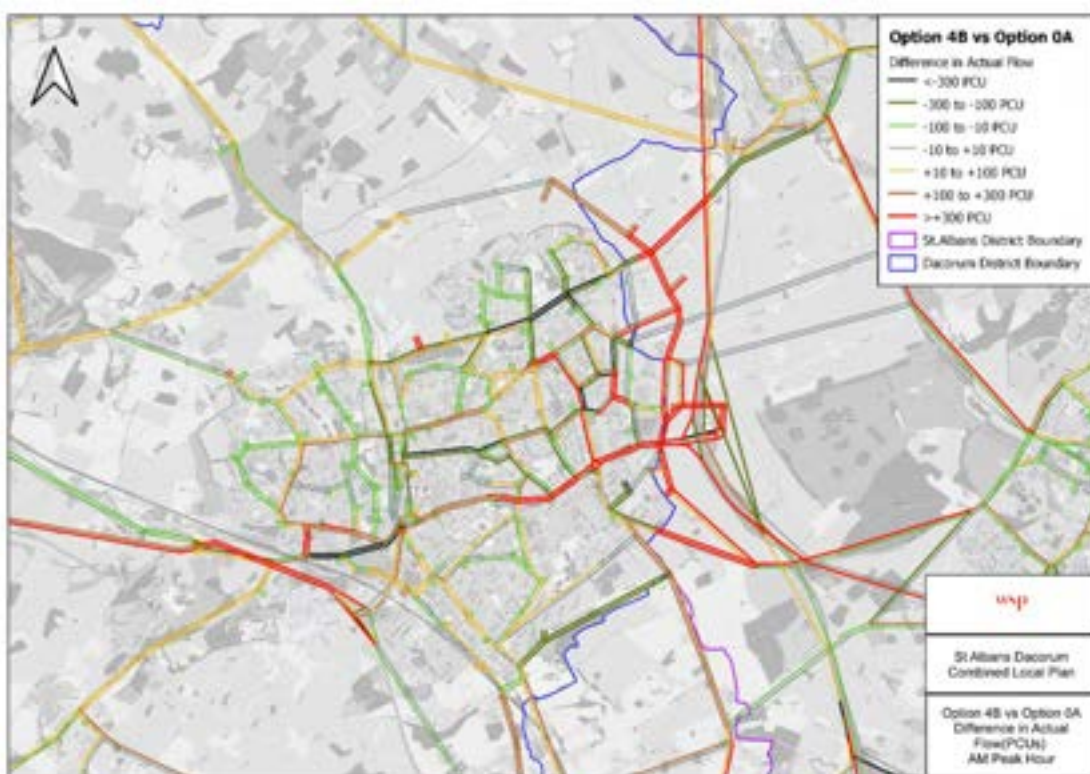 Option 4B vs Option 0A
Difference in Actual Flow
<-300 PCU
-300 to -100 PCU
-100 to -10 PCU
-10 to +10 PCU
+10 to +100 PCU
+100 to +300 PCU
>+300 PCU
St.Albans District Boundary
Dacorum District Boundary
wsp
St Albans Dacorum
Combined Local Plan
Option 4B vs Option 0A
Difference in Actual
Flow(PCUs)
AM Peak Hour